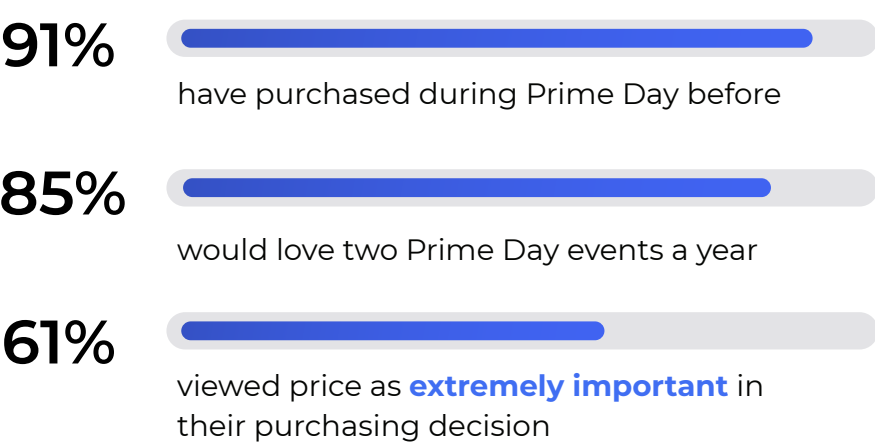 91%
have purchased during Prime Day before
85%
would love two Prime Day events a year
61%
viewed price as extremely important in
their purchasing decision